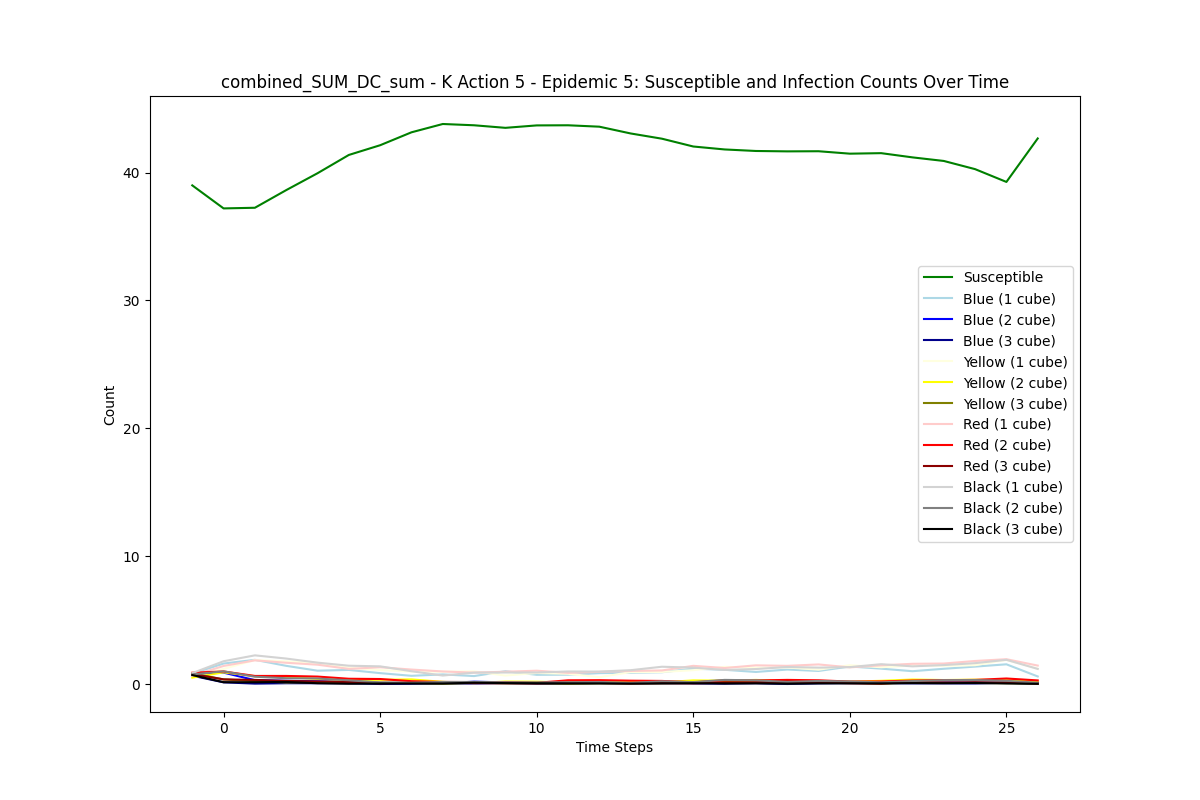 combined_SUM_DC_sum - K Action 5 - Epidemic 5: Susceptible and Infection Counts Over Time
40
30
20
10
0
Count
Susceptible
Blue (1 cube)
Blue (2 cube)
Blue (3 cube)
Yellow (1 cube)
Yellow (2 cube)
Yellow (3 cube)
Red (1 cube)
Red (2 cube)
Red (3 cube)
Black (1 cube)
Black (2 cube)
Black (3 cube)
0 5 10 15 20 25
Time Steps